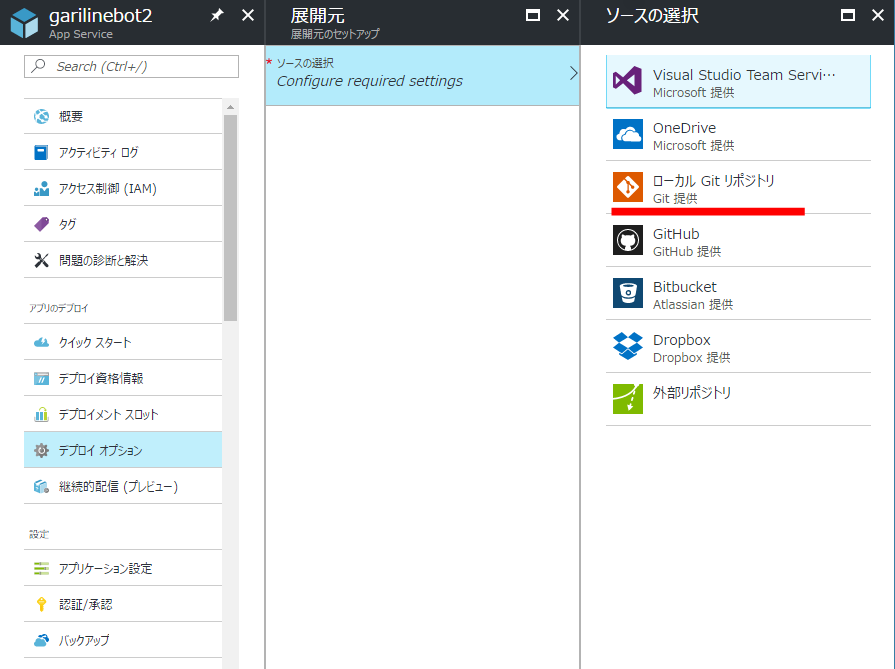 garilinebot2
App Service
Search (Ctrl+/)
概要
アクティビティ ログ
アクセス制御 (IAM)
タグ
問題の診断と解決
アプリのデプロイ
クイック スタート
デプロイ資格情報
デプロイメント スロット
デプロイ オプション
継続的配信 (プレビュー)
設定
アプリケーション設定
認証/承認
バックアップ
展開元
展開元のセットアップ
* ソースの選択
Configure required settings
ソースの選択
Visual Studio Team Servi…
Microsoft 提供
OneDrive
Microsoft 提供
ローカル Git リポジトリ
Git 提供
GitHub
GitHub 提供
Bitbucket
Atlassian 提供
Dropbox
Dropbox 提供
外部リポジトリ